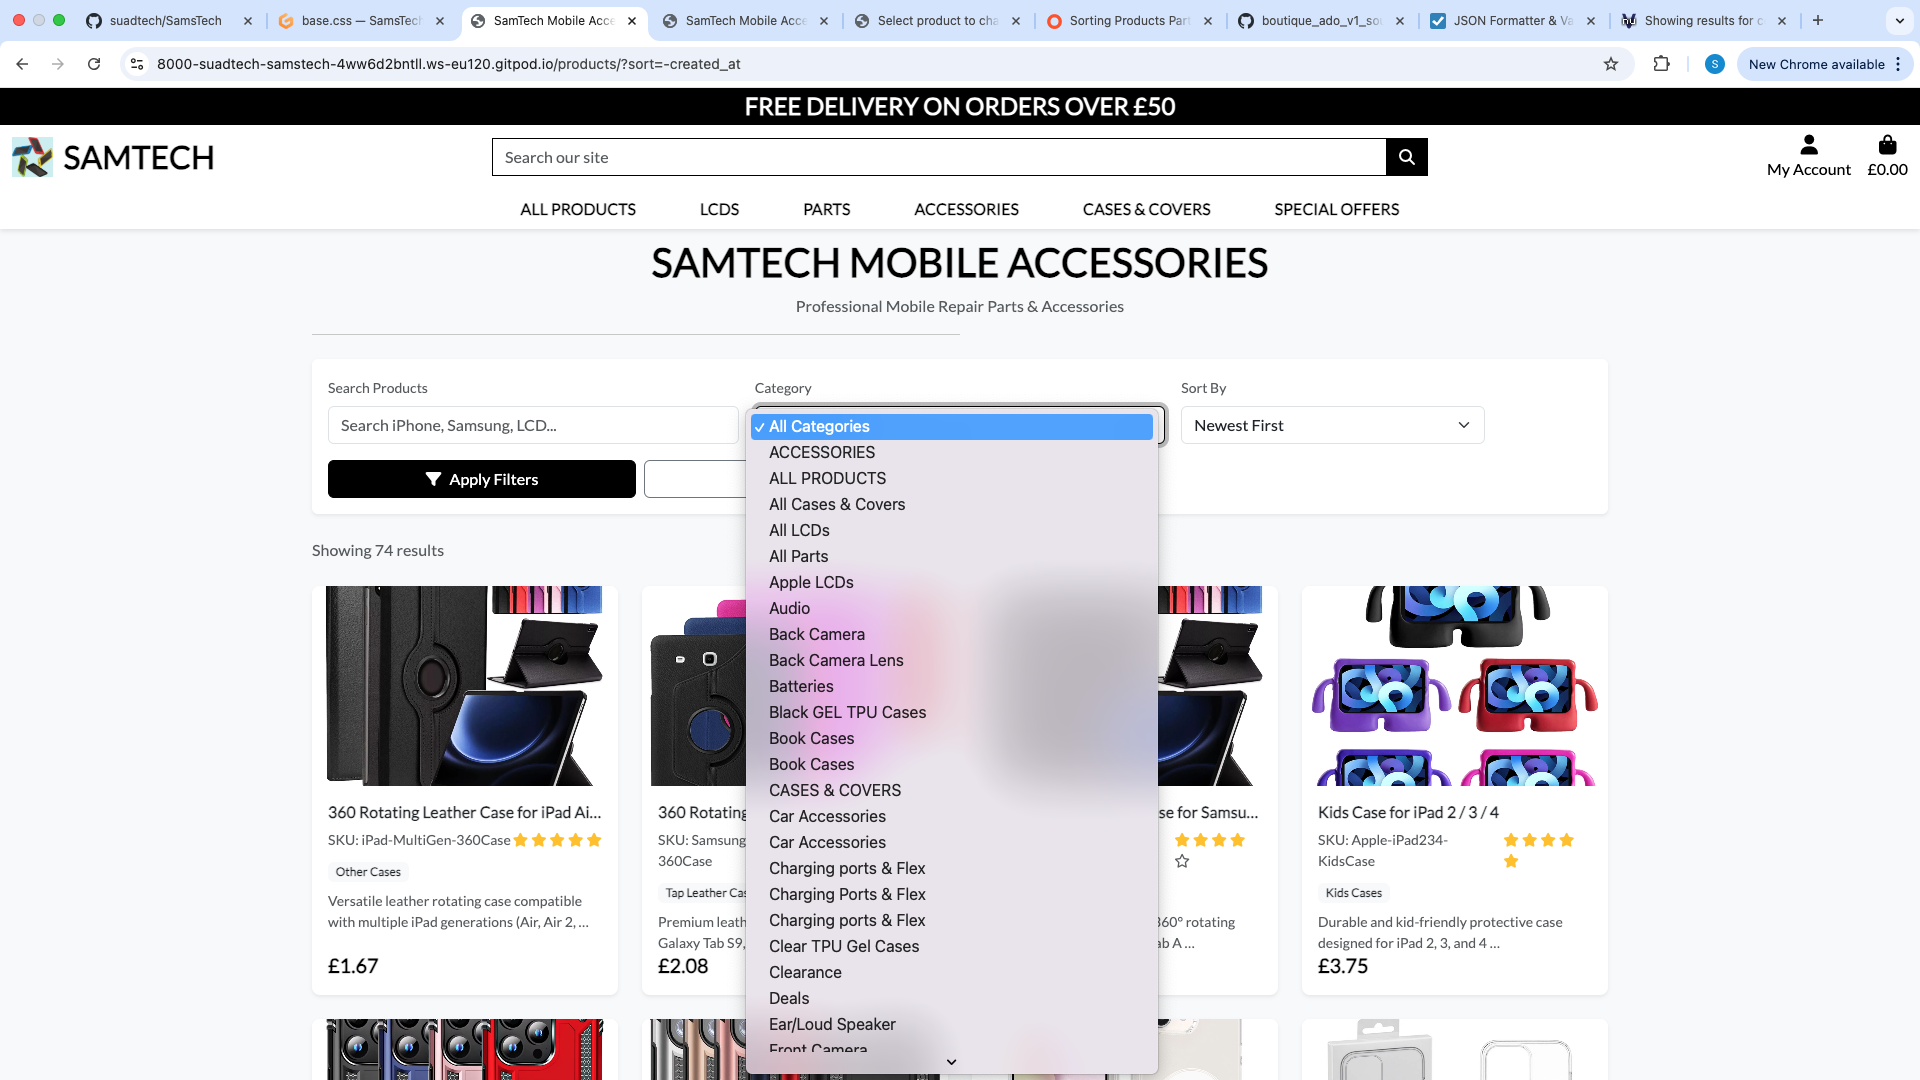 suadtech/SamsTech
base.css — SamsTech
SamTech Mobile Acce
SamTech Mobile Acce
Select product to cha
Sorting Products Part
boutique_ado_v1_sou
JSON Formatter & Va
Showing results for c
8000-suadtech-samstech-4ww6d2bntll.ws-eu120.gitpod.io/products/?sort=-created_at
S
New Chrome available
FREE DELIVERY ON ORDERS OVER £50
SAMTECH
Search our site
My Account
£0.00
ALL PRODUCTS
LCDS
PARTS
ACCESSORIES
CASES & COVERS
SPECIAL OFFERS
SAMTECH MOBILE ACCESSORIES
Professional Mobile Repair Parts & Accessories
Search Products
Category
Sort By
Search iPhone, Samsung, LCD...
Newest First
Apply Filters
✓ All Categories
ACCESSORIES
ALL PRODUCTS
All Cases & Covers
All LCDs
All Parts
Apple LCDs
Audio
Back Camera
Back Camera Lens
Batteries
Black GEL TPU Cases
Book Cases
Book Cases
CASES & COVERS
Car Accessories
Car Accessories
Charging ports & Flex
Charging Ports & Flex
Charging ports & Flex
Clear TPU Gel Cases
Clearance
Deals
Ear/Loud Speaker
Front Camera
Showing 74 results
360 Rotating Leather Case for iPad Ai...
SKU: iPad-MultiGen-360Case
Other Cases
Versatile leather rotating case compatible
with multiple iPad generations (Air, Air 2, ...
£1.67
360 Rotating
SKU: Samsung
360Case
Tap Leather Cas
Premium leath
Galaxy Tab S9,
£2.08
se for Samsu...
360° rotating
ab A ...
Kids Case for iPad 2 / 3 / 4
SKU: Apple-iPad234-
KidsCase
Kids Cases
Durable and kid-friendly protective case
designed for iPad 2, 3, and 4 ...
£3.75